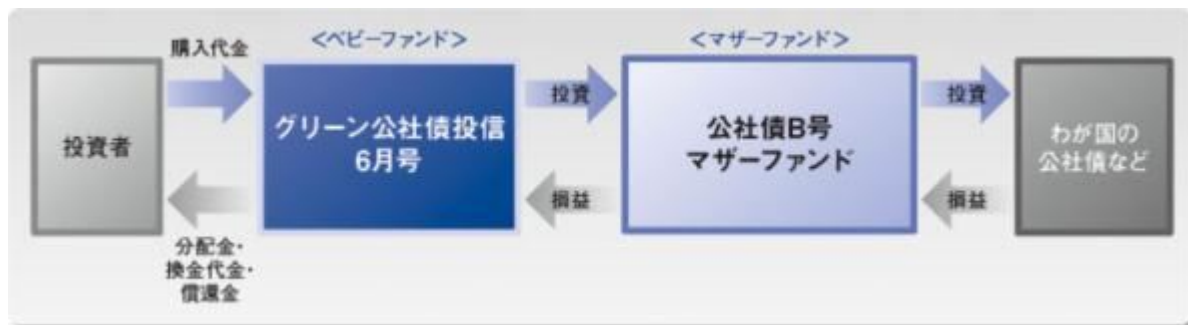 購入代金
<ベビーファンド>
<マザーファンド>
投資者
グリーン公社債投信
6月号
投資
公社債B号
マザーファンド
投資
わが国の
公社債など
損益
損益
分配金・
換金代金・
償還金